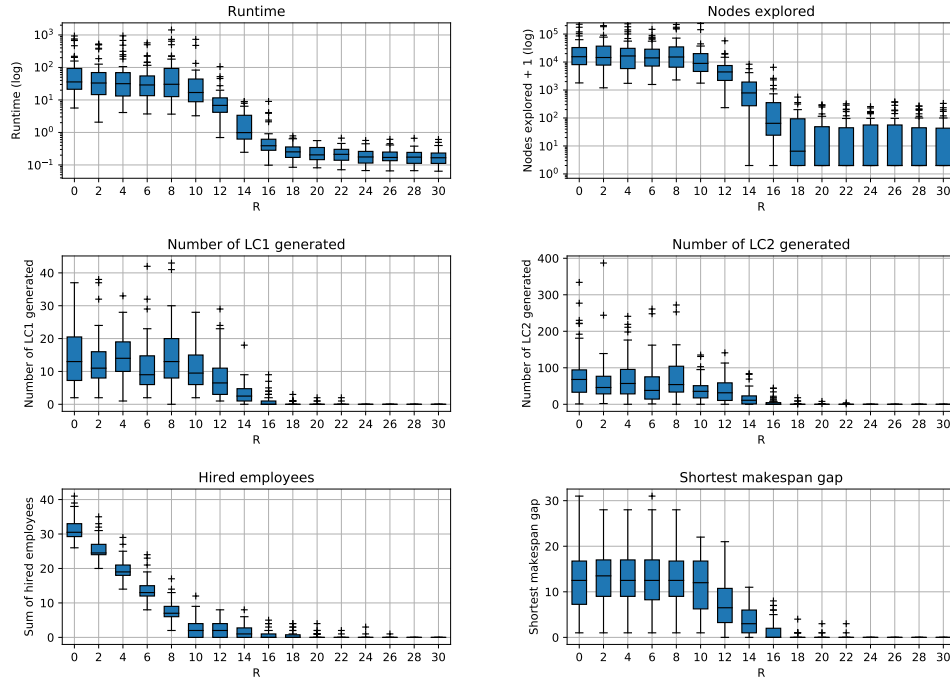 Runtime
Runtime (log)
10³
10²
10¹
10⁰
10⁻¹
0 2 4 6 8 10 12 14 16 18 20 22 24 26 28 30
R
Nodes explored
Nodes explored + 1 (log)
10⁵
10⁴
10³
10²
10¹
10⁰
0 2 4 6 8 10 12 14 16 18 20 22 24 26 28 30
R
Number of LC1 generated
Number of LC1 generated
40
30
20
10
0
0 2 4 6 8 10 12 14 16 18 20 22 24 26 28 30
R
Number of LC2 generated
Number of LC2 generated
400
300
200
100
0
0 2 4 6 8 10 12 14 16 18 20 22 24 26 28 30
R
Hired employees
Sum of hired employees
40
30
20
10
0
0 2 4 6 8 10 12 14 16 18 20 22 24 26 28 30
R
Shortest makespan gap
Shortest makespan gap
30
20
10
0
0 2 4 6 8 10 12 14 16 18 20 22 24 26 28 30
R